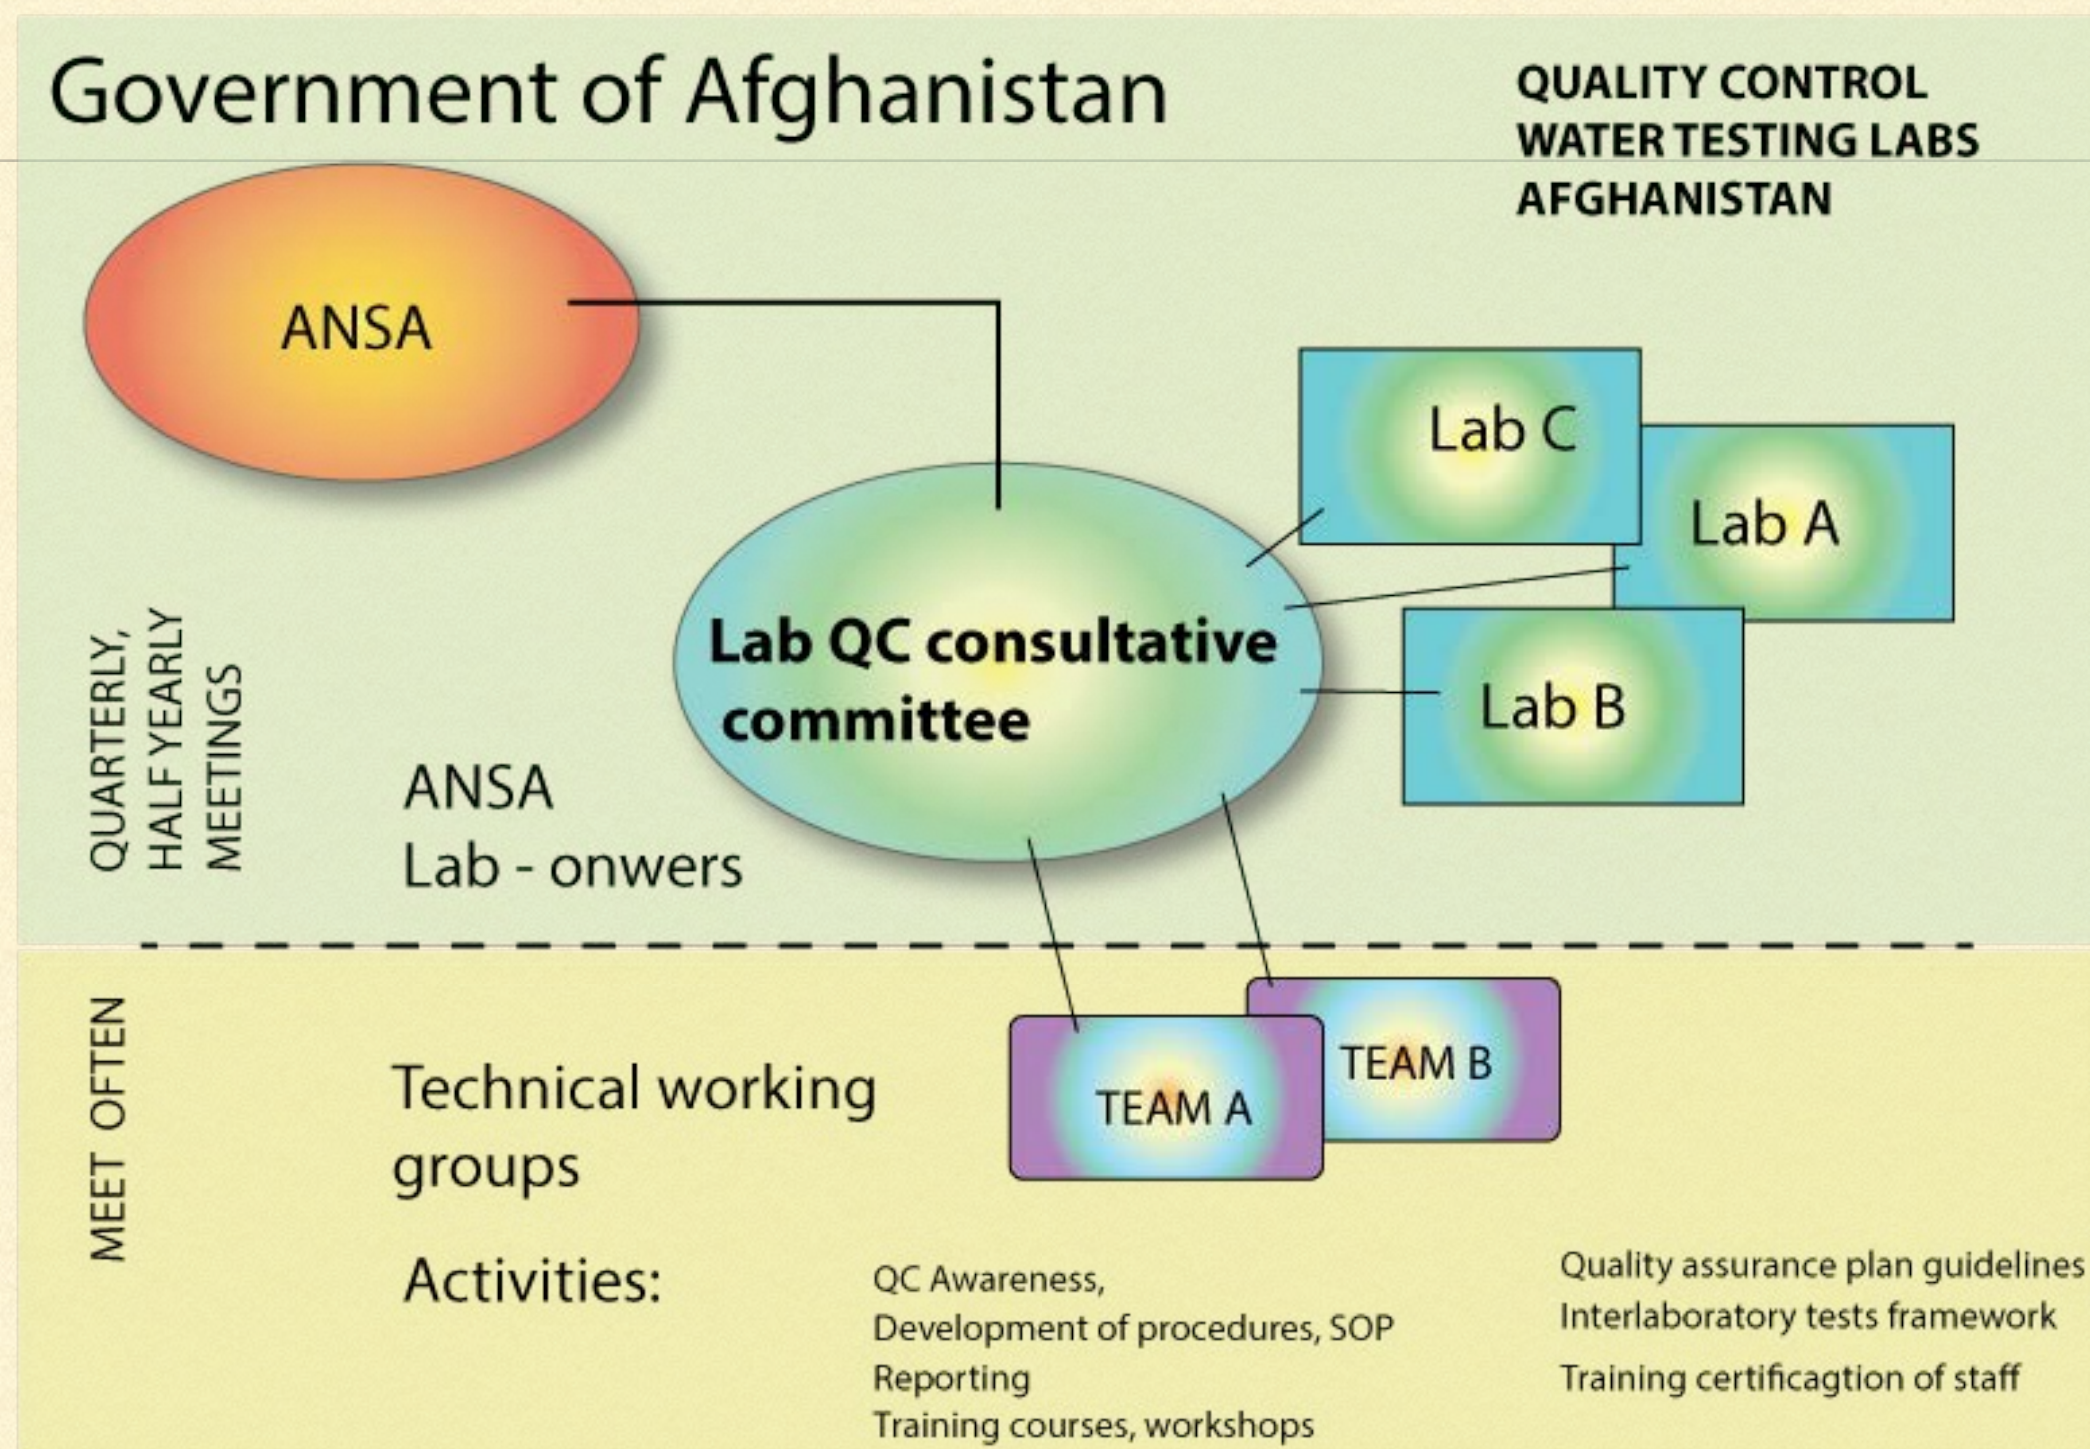 Government of Afghanistan
QUALITY CONTROL
WATER TESTING LABS
AFGHANISTAN
ANSA
Lab C
Lab A
Lab QC consultative
committee
Lab B
QUARTERLY,
HALF YEARLY
MEETINGS
ANSA
Lab - onwers
MEET OFTEN
Technical working
groups
TEAM A
TEAM B
Activities:
QC Awareness,
Development of procedures, SOP
Reporting
Training courses, workshops
Quality assurance plan guidelines
Interlaboratory tests framework
Training certificagtion of staff